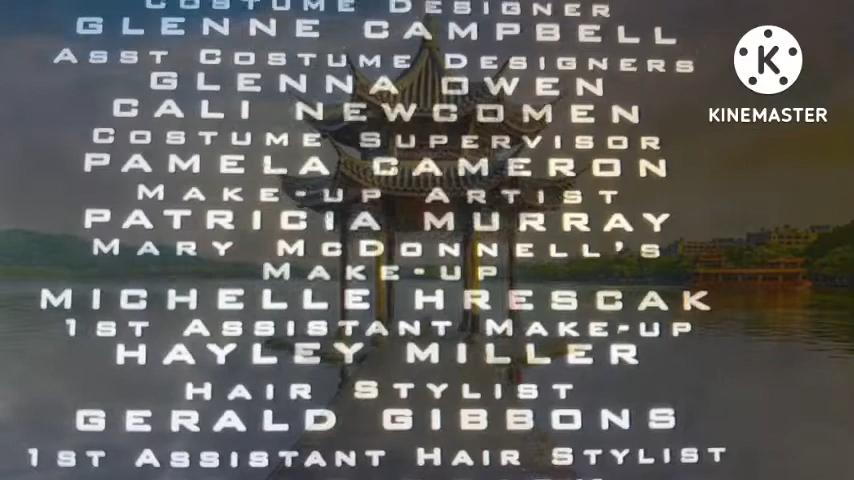 COSTUME DESIGNER
GLENNE CAMPBELL
ASST COSTUME DESIGNERS
GLENNA OWEN
CALI NEWCOMEN
COSTUME SUPERVISOR
PAMELA CAMERON
MAKE-UP ARTIST
PATRICIA MURRAY
MARY MCDONNELL'S
MAKE-UP
MICHELLE HRESCAK
1ST ASSISTANT MAKE-UP
HAYLEY MILLER
HAIR STYLIST
GERALD GIBBONS
1ST ASSISTANT HAIR STYLIST
K
KINEMASTER